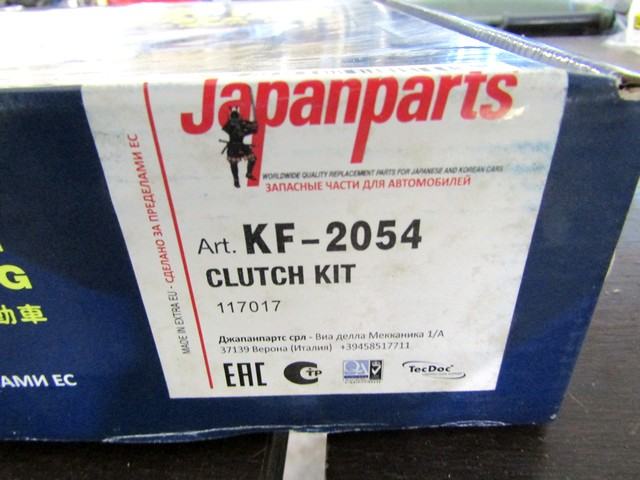 Japanparts
WORLDWIDE QUALITY REPLACEMENT PARTS FOR JAPANESE AND KOREAN CARS
ЗАПАСНЫЕ ЧАСТИ ДЛЯ АВТОМОБИЛЕЙ
MADE IN EXTRA EU - СДЕЛАНО ЗА ПРЕДЕЛАМИ ЕС
Art. KF-2054
CLUTCH KIT
117017
Джапанпартс срл - Виа делла Мекканика 1/А
37139 Верона (Италия) +39458517711
EAC
TecDoc
G
動車
ЛАМИ ЕС